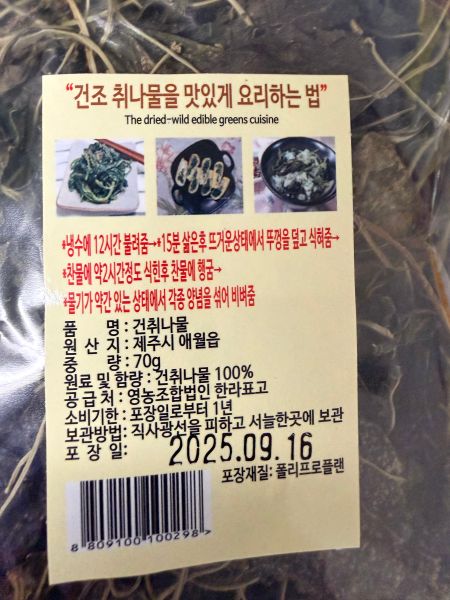 “건조 취나물을 맛있게 요리하는 법”
The dried-wild edible greens cuisine
*냉수에 12시간 불려줌→*15분 삶은후 뜨거운상태에서 뚜껑을 덮고 식혀줌→
*찬물에 약2시간정도 식힌후 찬물에 헹굼→
*물기가 약간 있는 상태에서 각종 양념을 섞어 비벼줌
품 명 : 건취나물
원 산 지 : 제주시 애월읍
중 량 : 70g
원료 및 함량 : 건취나물 100%
공 급 처 : 영농조합법인 한라표고
소비기한 : 포장일로부터 1년
보관방법: 직사광선을 피하고 서늘한곳에 보관
포 장 일: 2025.09.16
포장재질: 폴리프로플랜
8 809100 100298 >